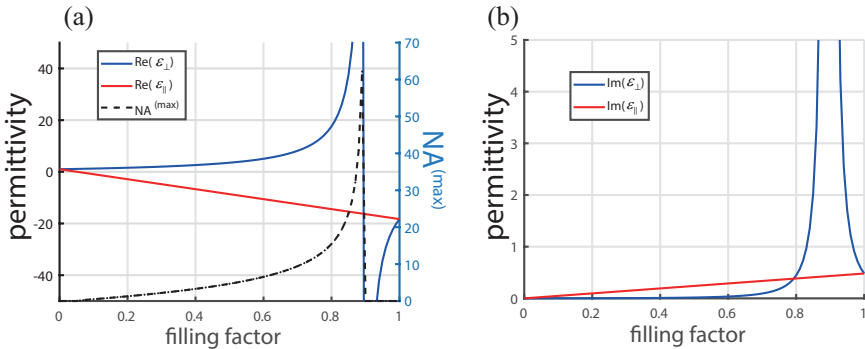 (a)
permittivity
40
20
0
-20
-40
Re( ε⊥)
Re( ε||)
NA(max)
70
60
50
40
30
20
10
0
NA(max)
0 0.2 0.4 0.6 0.8 1
filling factor
(b)
permittivity
5
4
3
2
1
0
Im(ε⊥)
Im(ε||)
0 0.2 0.4 0.6 0.8 1
filling factor